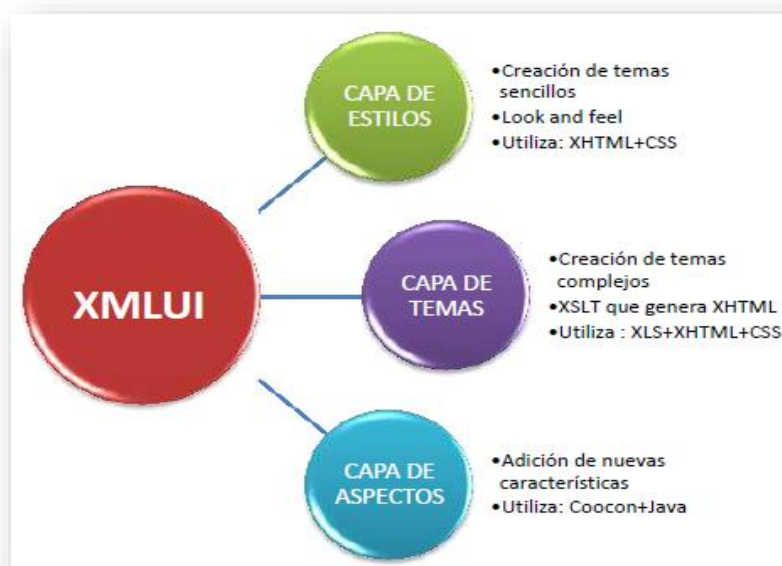 XMLUI
CAPA DE
ESTILOS
•Creación de temas
sencillos
•Look and feel
•Utiliza: XHTML+CSS
CAPA DE
TEMAS
•Creación de temas
complejos
•XSLT que genera XHTML
•Utiliza : XLS+XHTML+CSS
CAPA DE
ASPECTOS
•Adición de nuevas
características
•Utiliza: Coocon+Java